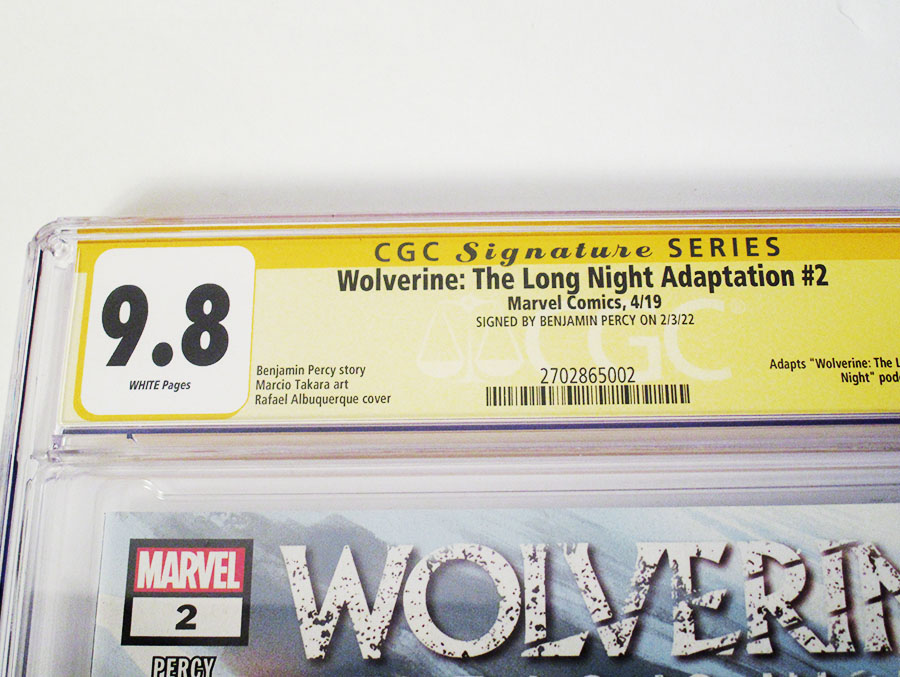 CGC Signature SERIES
Wolverine: The Long Night Adaptation #2
Marvel Comics, 4/19
SIGNED BY BENJAMIN PERCY ON 2/3/22
9.8
WHITE Pages
Benjamin Percy story
Marcio Takara art
Rafael Albuquerque cover
CGC
2702865002
Adapts "Wolverine: The L
Night" pod
MARVEL
2
WOLVERIN
PERCY